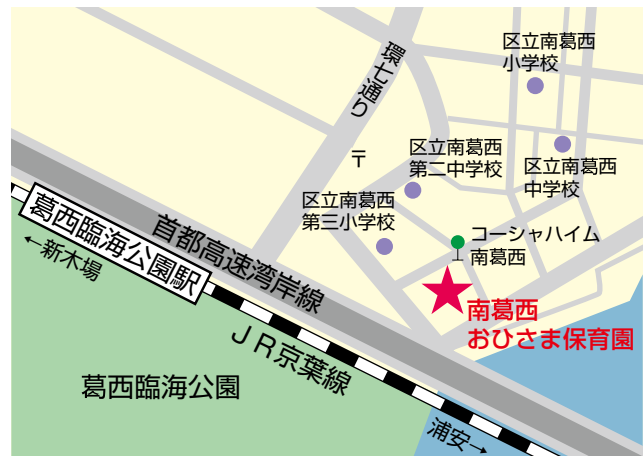 区立南葛西
小学校
環七通り
〒
区立南葛西
第二中学校
区立南葛西
中学校
区立南葛西
第三小学校
コーシャハイム
南葛西
首都高速湾岸線
葛西臨海公園駅
←新木場
南葛西
おひさま保育園
JR京葉線
葛西臨海公園
浦安→